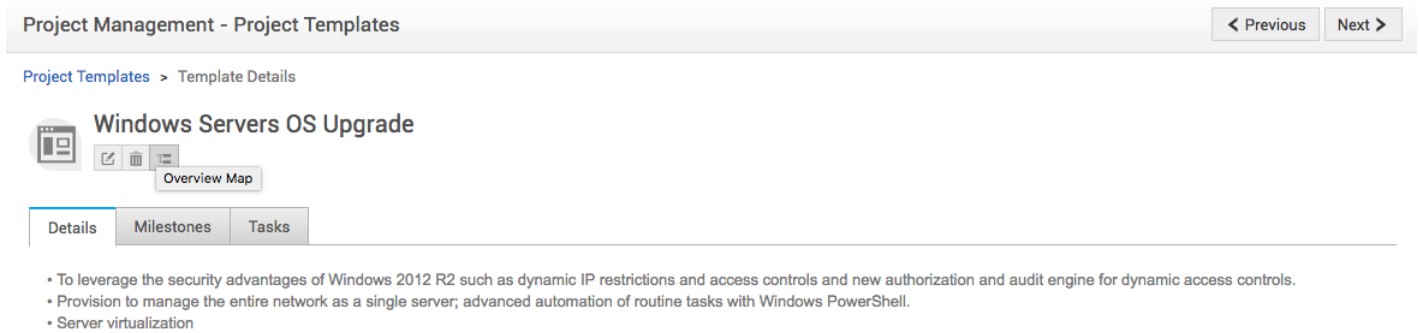 Project Management - Project Templates
< Previous
Next >
Project Templates > Template Details
Windows Servers OS Upgrade
Overview Map
Details
Milestones
Tasks
• To leverage the security advantages of Windows 2012 R2 such as dynamic IP restrictions and access controls and new authorization and audit engine for dynamic access controls.
• Provision to manage the entire network as a single server; advanced automation of routine tasks with Windows PowerShell.
• Server virtualization